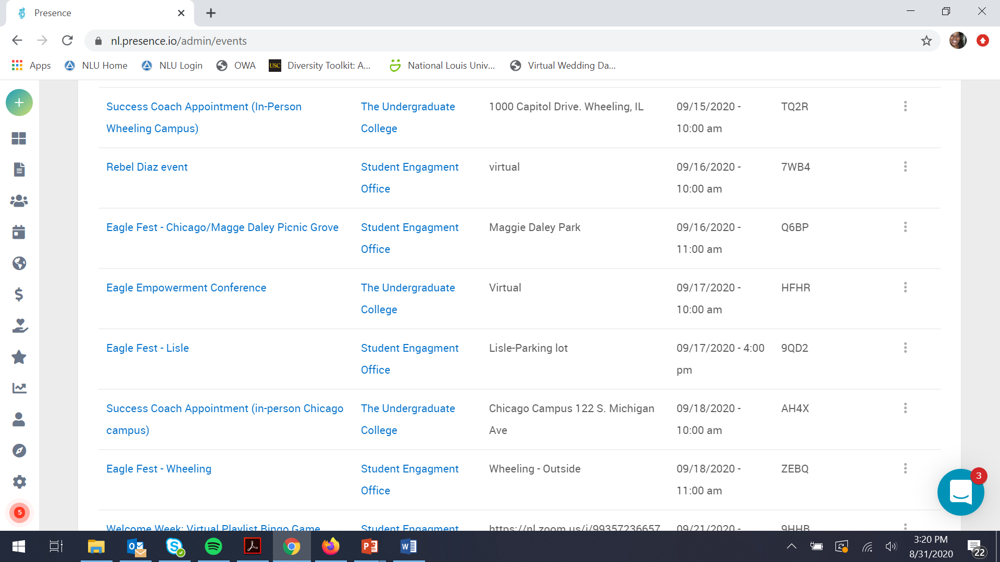 Presence
nl.presence.io/admin/events
Apps NLU Home NLU Login OWA USC Diversity Toolkit: A... National Louis Univ... Virtual Wedding Da...
Success Coach Appointment (In-Person The Undergraduate 1000 Capitol Drive. Wheeling, IL 09/15/2020 - TQ2R
Wheeling Campus) College 10:00 am
Rebel Diaz event Student Engagment virtual 09/16/2020 - 7WB4
Office 10:00 am
Eagle Fest - Chicago/Magge Daley Picnic Grove Student Engagment Maggie Daley Park 09/16/2020 - Q6BP
Office 11:00 am
Eagle Empowerment Conference The Undergraduate Virtual 09/17/2020 - HFHR
College 10:00 am
Eagle Fest - Lisle Student Engagment Lisle-Parking lot 09/17/2020 - 4:00 9QD2
Office pm
Success Coach Appointment (in-person Chicago The Undergraduate Chicago Campus 122 S. Michigan 09/18/2020 - AH4X
campus) College Ave 10:00 am
Eagle Fest - Wheeling Student Engagment Wheeling - Outside 09/18/2020 - ZEBQ
Office 11:00 am
3
5
Welcome Week: Virtual Playlist Bingo Game Student Engagment https://nl.zoom.us/j/99357236657 09/21/2020 - 9HHB
3:20 PM
8/31/2020
22